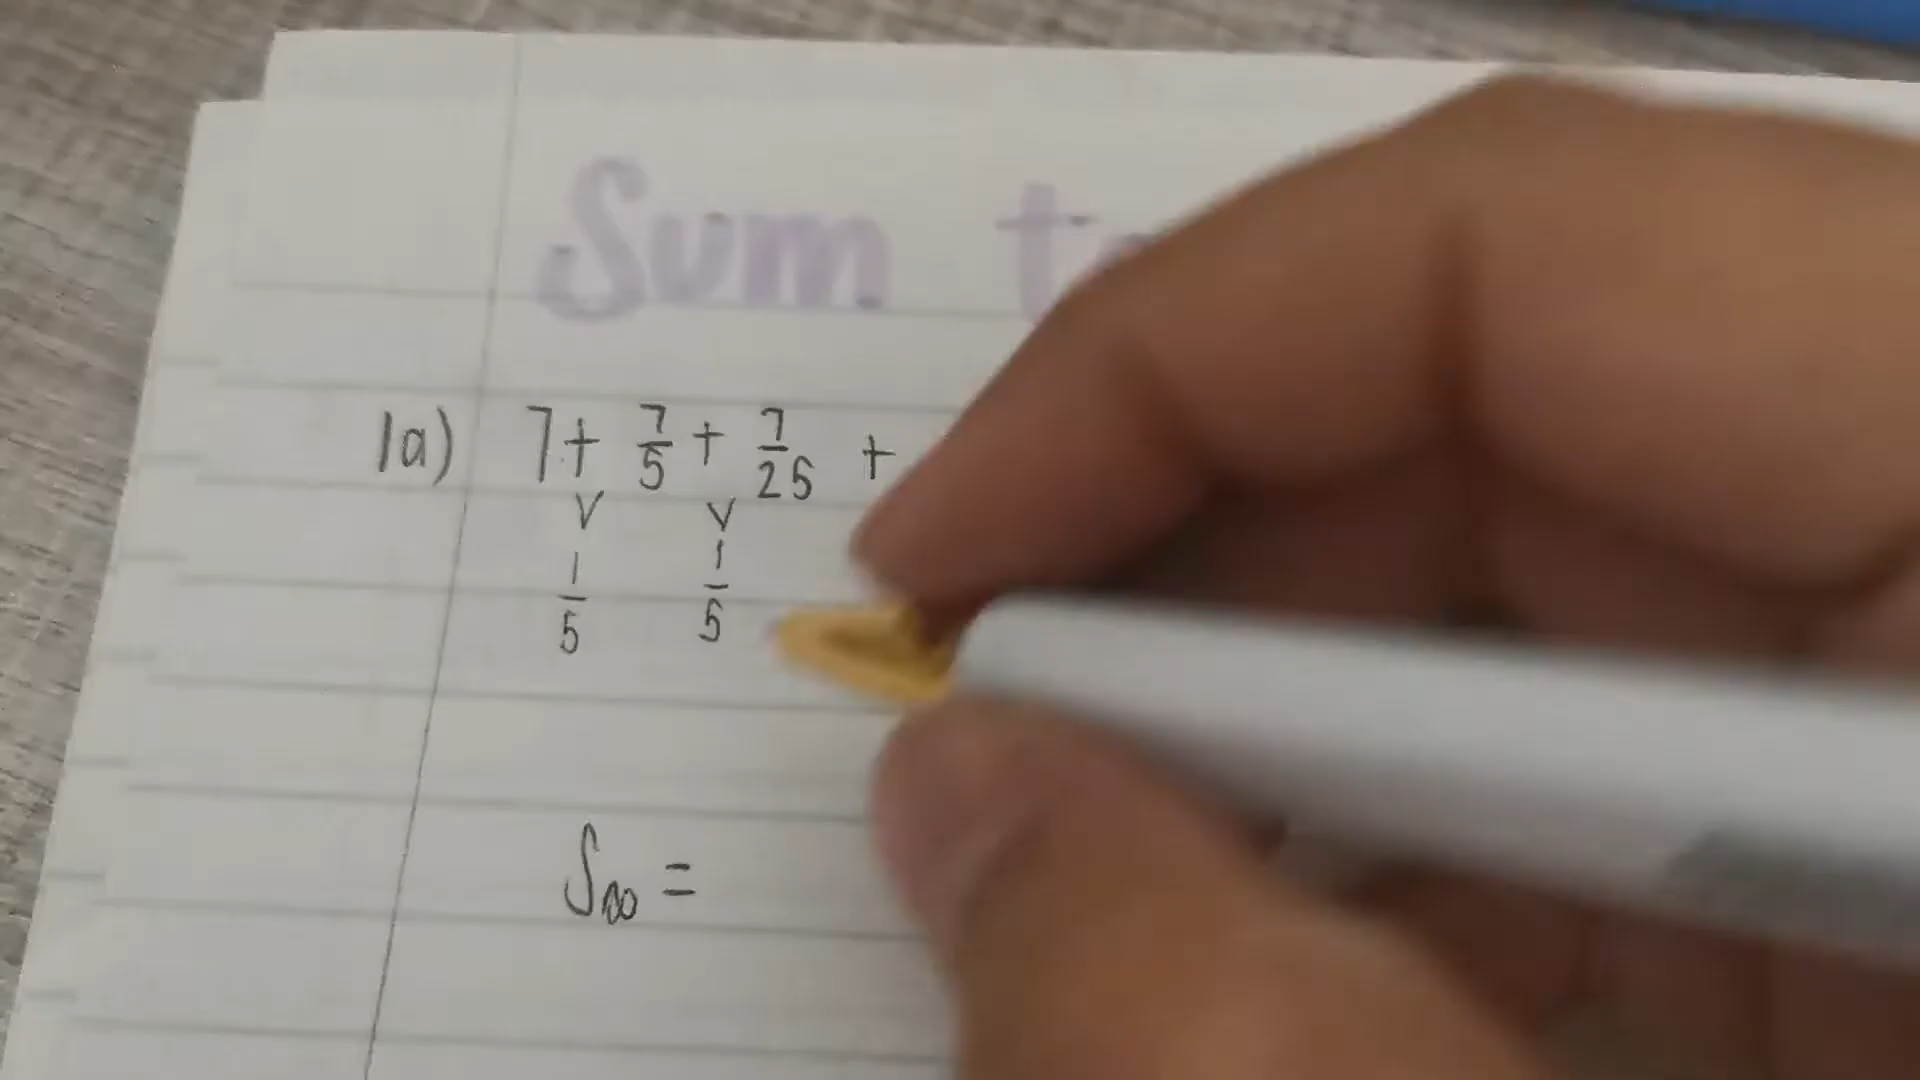 Sum
1a) 7 + 7/5 + 7/25 +
1/5 1/5
S∞ =